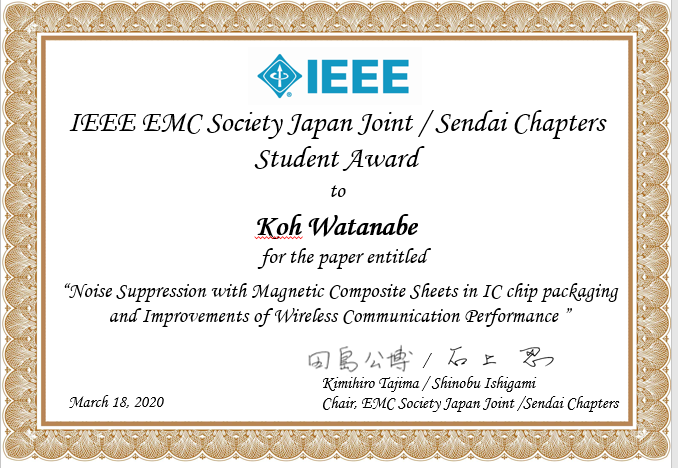 IEEE
IEEE EMC Society Japan Joint / Sendai Chapters
Student Award
to
Koh Watanabe
for the paper entitled
“Noise Suppression with Magnetic Composite Sheets in IC chip packaging
and Improvements of Wireless Communication Performance ”
田島公博 / 石上 忍
Kimihiro Tajima / Shinobu Ishigami
March 18, 2020
Chair, EMC Society Japan Joint /Sendai Chapters